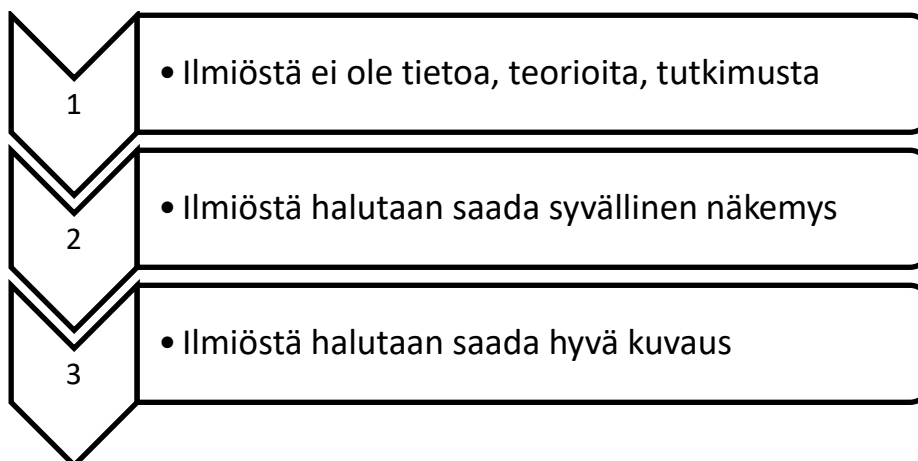 1
• Ilmiöstä ei ole tietoa, teorioita, tutkimusta
2
• Ilmiöstä halutaan saada syvällinen näkemys
3
• Ilmiöstä halutaan saada hyvä kuvaus